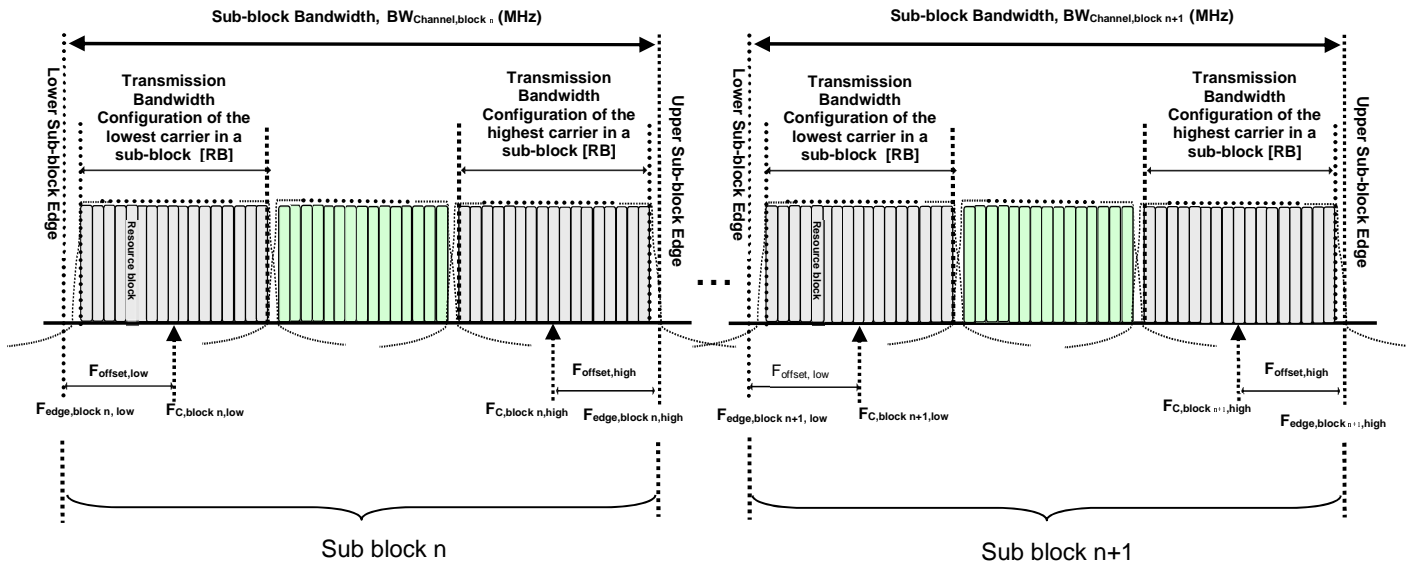 Sub-block Bandwidth, BWChannel,block n (MHz)
Lower Sub-block Edge
Transmission
Bandwidth
Configuration of the
lowest carrier in a
sub-block [RB]
Transmission
Bandwidth
Configuration of the
highest carrier in a
sub-block [RB]
Upper Sub-block Edge
Resource block
Foffset,low
Foffset,high
Fedge,block n, low
FC,block n,low
FC,block n,high
Fedge,block n,high
Sub block n
...
Sub-block Bandwidth, BWChannel,block n+1 (MHz)
Lower Sub-block Edge
Transmission
Bandwidth
Configuration of the
lowest carrier in a
sub-block [RB]
Transmission
Bandwidth
Configuration of the
highest carrier in a
sub-block [RB]
Upper Sub-block Edge
Resource block
Foffset, low
Foffset,high
Fedge,block n+1, low
FC,block n+1,low
FC,block n+1,high
Fedge,block n+1,high
Sub block n+1